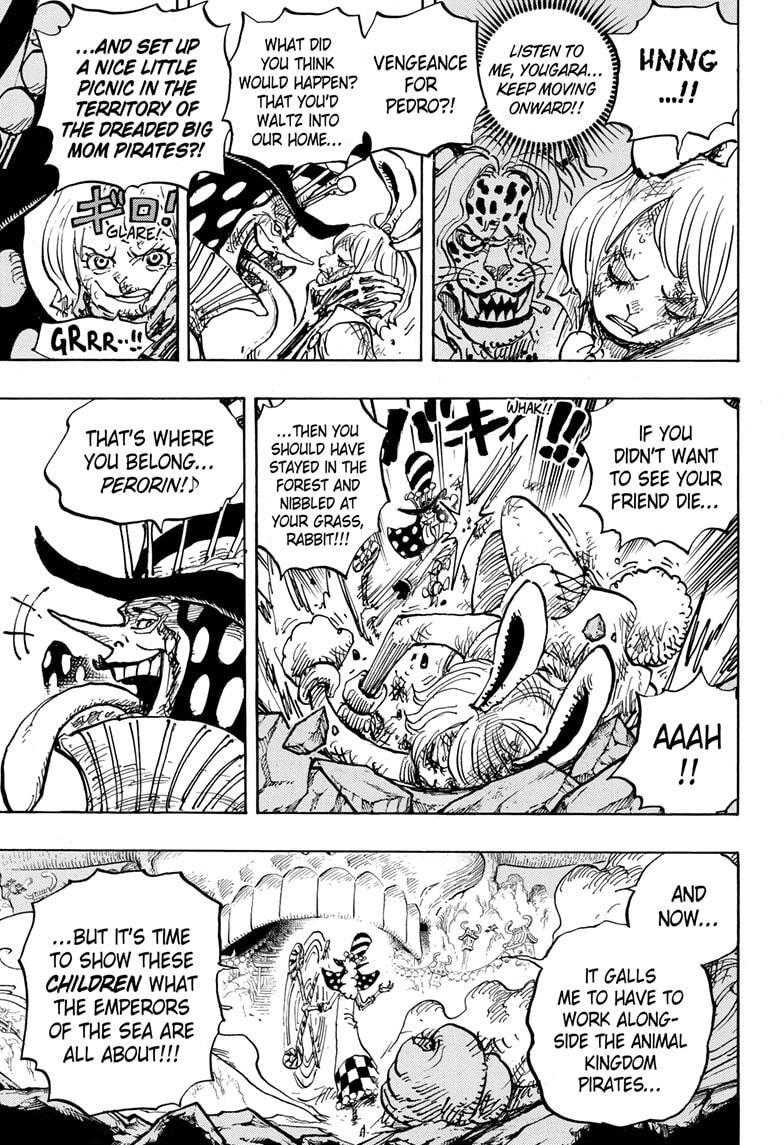 HNNG
...!!
LISTEN TO
ME, YOUGARA...
KEEP MOVING
ONWARD!!
VENGEANCE
FOR
PEDRO?!
WHAT DID
YOU THINK
WOULD HAPPEN?
THAT YOU'D
WALTZ INTO
OUR HOME...
...AND SET UP
A NICE LITTLE
PICNIC IN THE
TERRITORY OF
THE DREADED BIG
MOM PIRATES?!
ギロ!
GLARE!
GRRR..!!
IF YOU
DIDN'T WANT
TO SEE YOUR
FRIEND DIE...
バキィ!!!
WHAK!!
...THEN YOU
SHOULD HAVE
STAYED IN THE
FOREST AND
NIBBLED AT
YOUR GRASS,
RABBIT!!!
AAAH
!!
THAT'S WHERE
YOU BELONG...
PERORIN!♪
AND
NOW...
IT GALLS
ME TO HAVE TO
WORK ALONG-
SIDE THE ANIMAL
KINGDOM
PIRATES...
...BUT IT'S TIME
TO SHOW THESE
CHILDREN WHAT
THE EMPERORS
OF THE SEA ARE
ALL ABOUT!!!